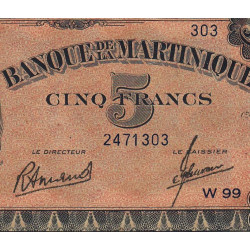 303
BANQUE DE LA MARTINIQUE
5
CINQ FRANCS
2471303
LE DIRECTEUR
LE CAISSIER
W 99